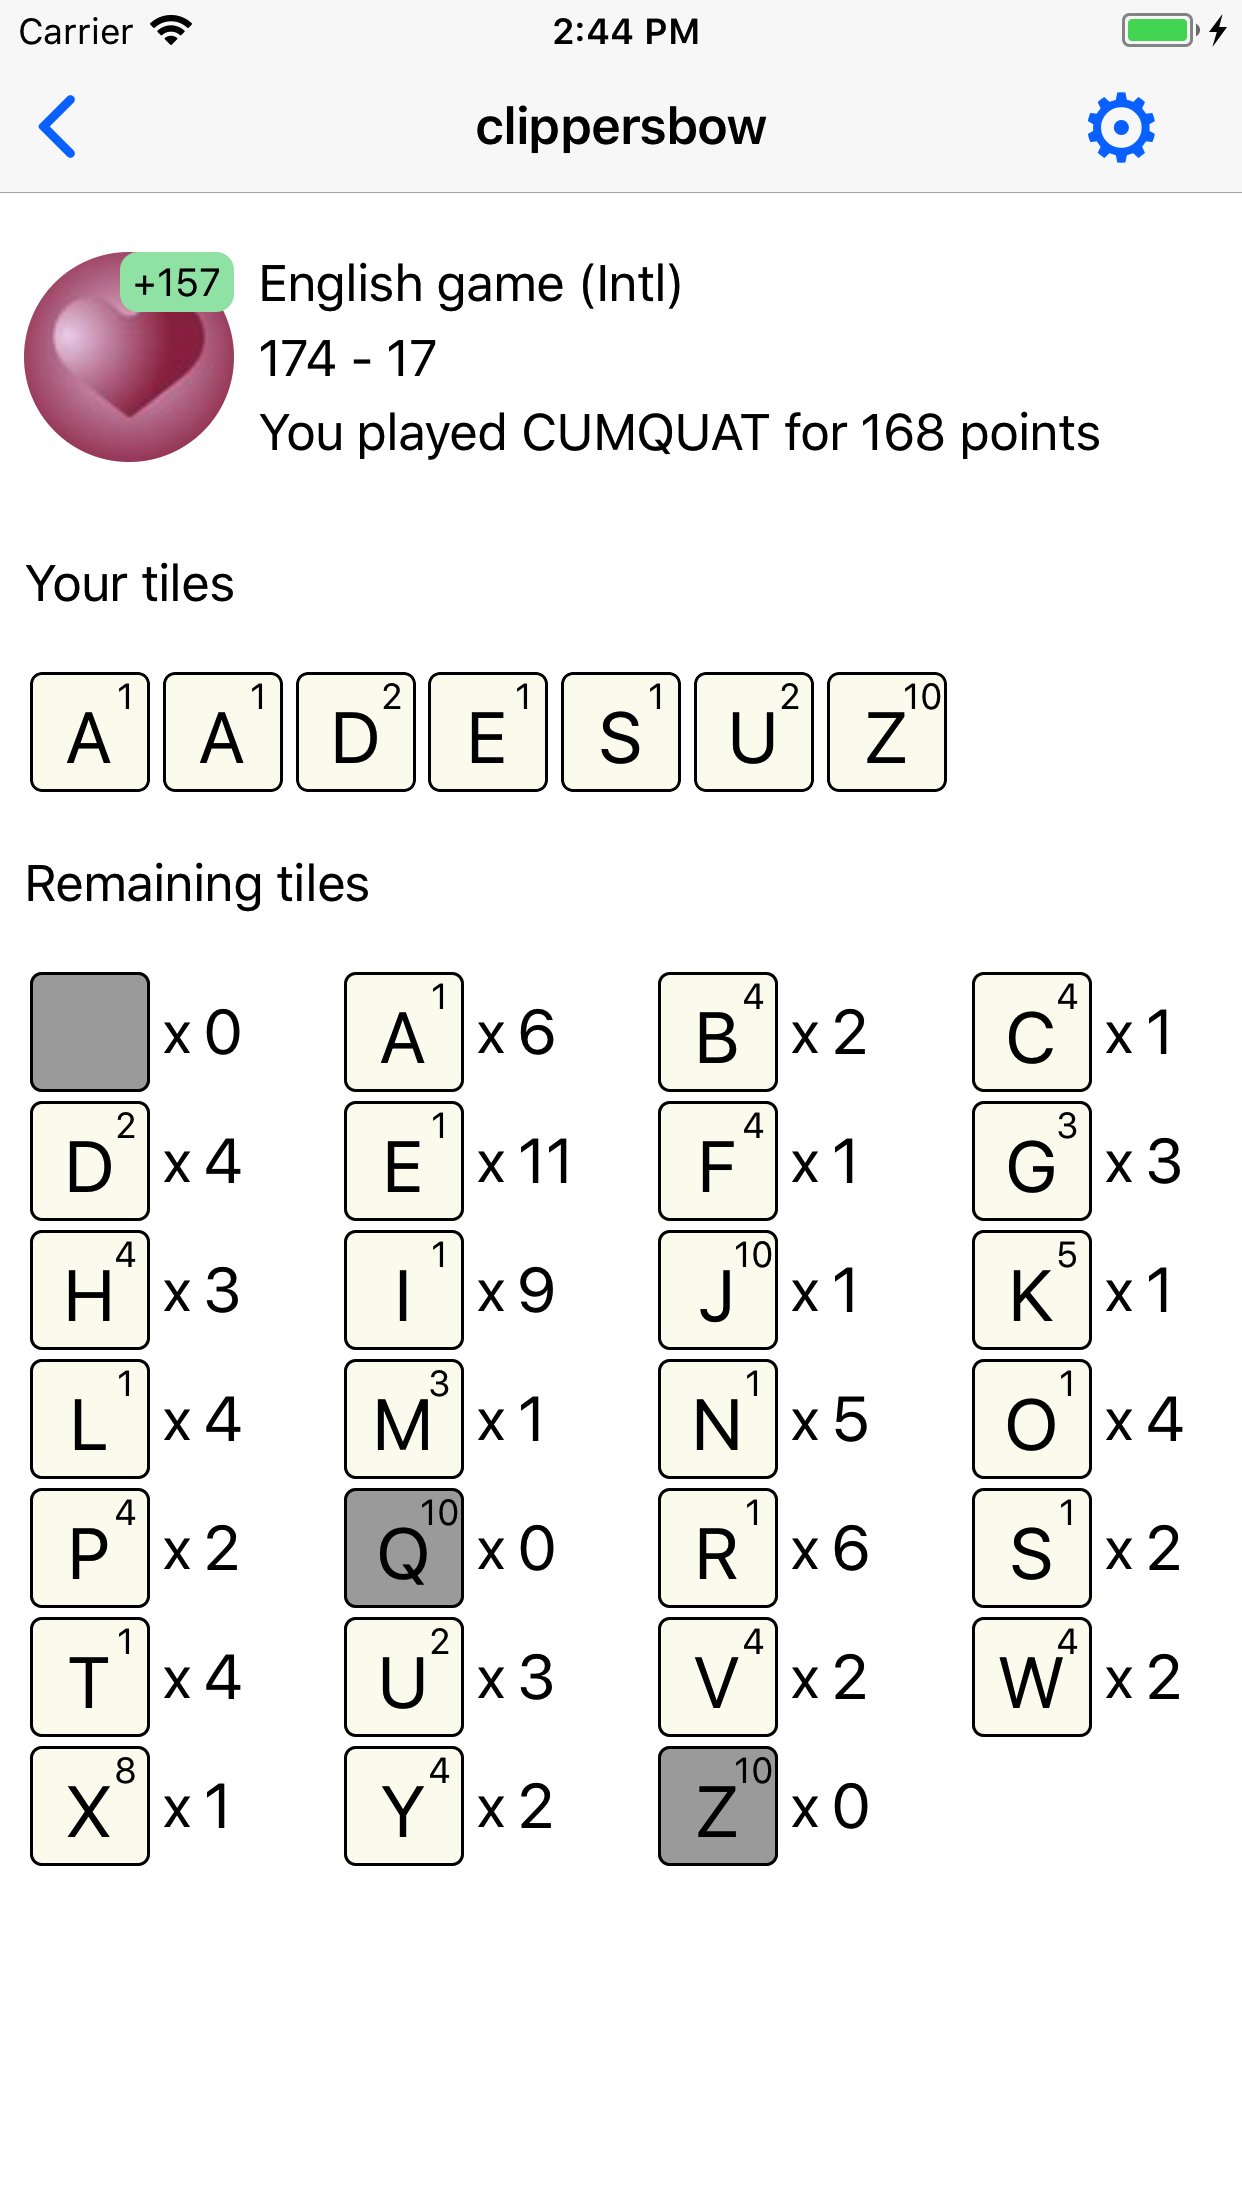 Carrier 2:44 PM
clippersbow
+157 English game (Intl)
174 - 17
You played CUMQUAT for 168 points
Your tiles
A 1 A 1 D 2 E 1 S 1 U 2 Z 10
Remaining tiles
x 0 A 1 x 6 B 4 x 2 C 4 x 1
D 2 x 4 E 1 x 11 F 4 x 1 G 3 x 3
H 4 x 3 I 1 x 9 J 10 x 1 K 5 x 1
L 1 x 4 M 3 x 1 N 1 x 5 O 1 x 4
P 4 x 2 Q 10 x 0 R 1 x 6 S 1 x 2
T 1 x 4 U 2 x 3 V 4 x 2 W 4 x 2
X 8 x 1 Y 4 x 2 Z 10 x 0